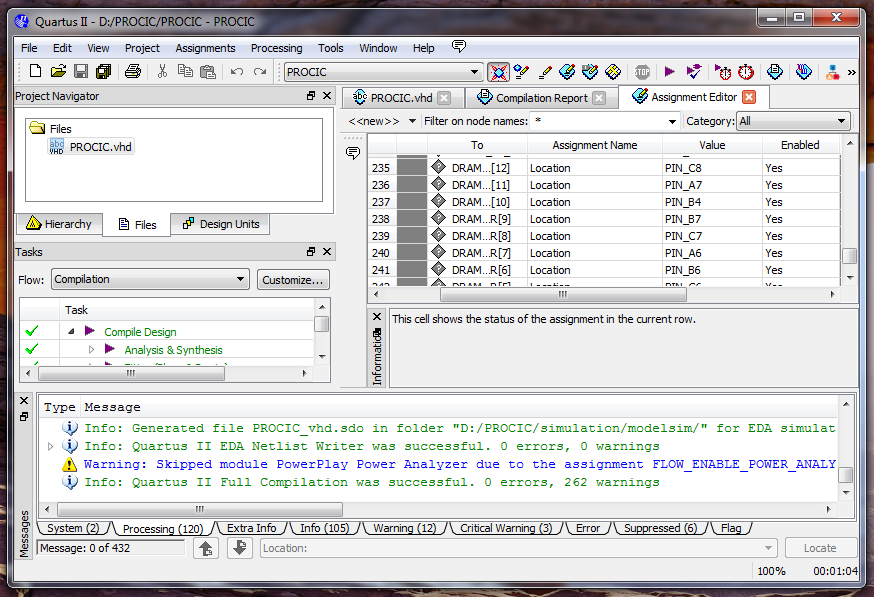 Quartus II - D:/PROCIC/PROCIC - PROCIC
File Edit View Project Assignments Processing Tools Window Help
PROCIC
STOP
»
Project Navigator
Files
abc VHD PROCIC.vhd
Hierarchy Files Design Units
Tasks
Flow: Compilation Customize...
Task
Compile Design
Analysis & Synthesis
PROCIC.vhd Compilation Report Assignment Editor
<<new>> Filter on node names: * Category: All
To Assignment Name Value Enabled
235 DRAM...[12] Location PIN_C8 Yes
236 DRAM...[11] Location PIN_A7 Yes
237 DRAM...[10] Location PIN_B4 Yes
238 DRAM...R[9] Location PIN_B7 Yes
239 DRAM...R[8] Location PIN_C7 Yes
240 DRAM...R[7] Location PIN_A6 Yes
241 DRAM...R[6] Location PIN_B6 Yes
Information
This cell shows the status of the assignment in the current row.
Type Message
Info: Generated file PROCIC_vhd.sdo in folder "D:/PROCIC/simulation/modelsim/" for EDA simulat
Info: Quartus II EDA Netlist Writer was successful. 0 errors, 0 warnings
Warning: Skipped module PowerPlay Power Analyzer due to the assignment FLOW_ENABLE_POWER_ANALY
Info: Quartus II Full Compilation was successful. 0 errors, 262 warnings
System (2) Processing (120) Extra Info Info (105) Warning (12) Critical Warning (3) Error Suppressed (6) Flag
Messages
Message: 0 of 432 Location: Locate
100% 00:01:04